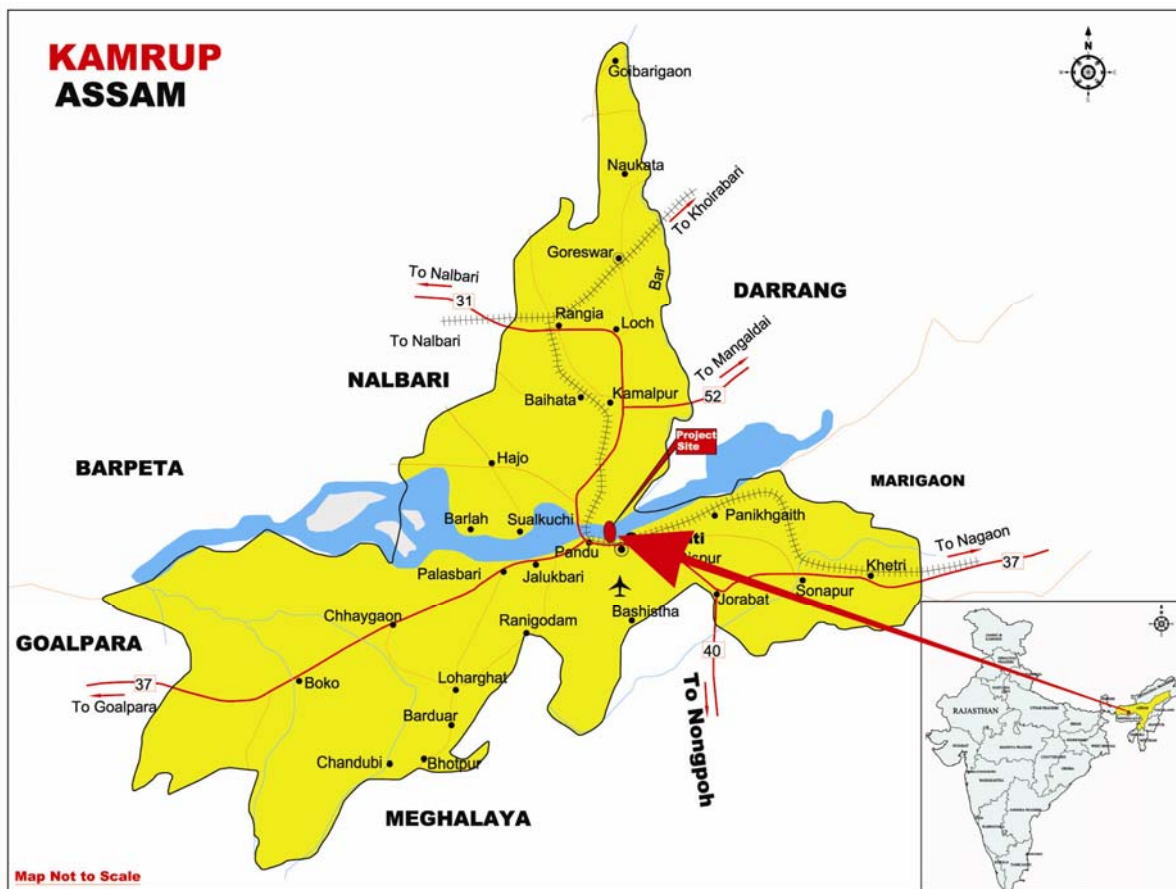 KAMRUP
ASSAM
N
Goibarigaon
Naukata
To Khoirabari
Goreswar
Bar
DARRANG
To Nalbari
31
Rangia
Loch
To Nalbari
To Mangaldai
NALBARI
52
Baihata
Kamalpur
Project
Site
Hajo
BARPETA
MARIGAON
Panikhgaith
Barlah
Sualkuchi
To Nagaon
Pandu
37
Khetri
Palasbari
Jalukbari
Sonapur
Jorabat
Chhaygaon
Ranigodam
Bashistha
GOALPARA
40
37
Boko
Loharghat
To Goalpara
To Nongpoh
Barduar
Chandubi
Bhotpur
MEGHALAYA
RAJASTHAN
Map Not to Scale